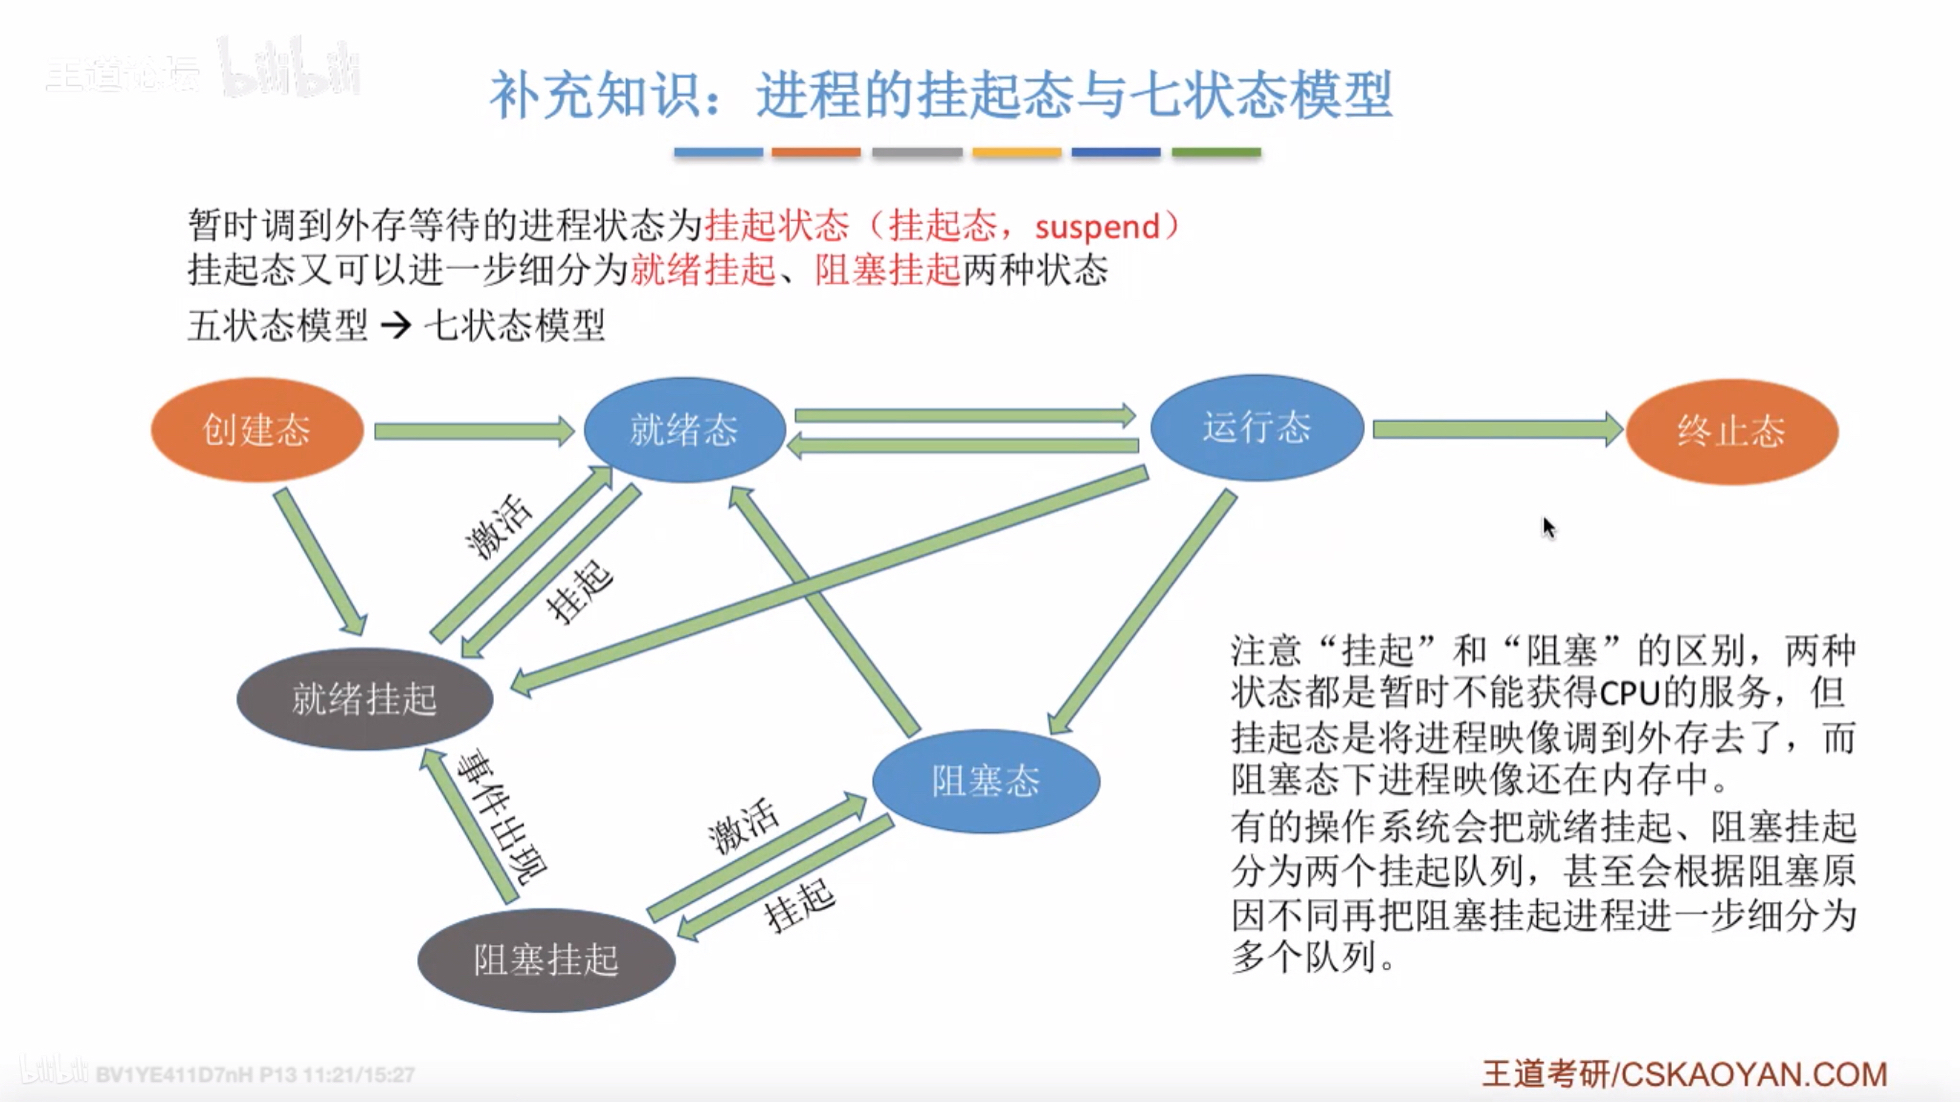 王道论坛 bilibili
补充知识：进程的挂起态与七状态模型
暂时调到外存等待的进程状态为挂起状态（挂起态，suspend）
挂起态又可以进一步细分为就绪挂起、阻塞挂起两种状态
五状态模型 → 七状态模型
创建态
就绪态
运行态
终止态
激活
挂起
就绪挂起
事件出现
阻塞态
激活
挂起
阻塞挂起
注意“挂起”和“阻塞”的区别，两种
状态都是暂时不能获得CPU的服务，但
挂起态是将进程映像调到外存去了，而
阻塞态下进程映像还在内存中。
有的操作系统会把就绪挂起、阻塞挂起
分为两个挂起队列，甚至会根据阻塞原
因不同再把阻塞挂起进程进一步细分为
多个队列。
bilibili BV1YE411D7nH P13 11:21/15:27
王道考研/CSKAOYAN.COM